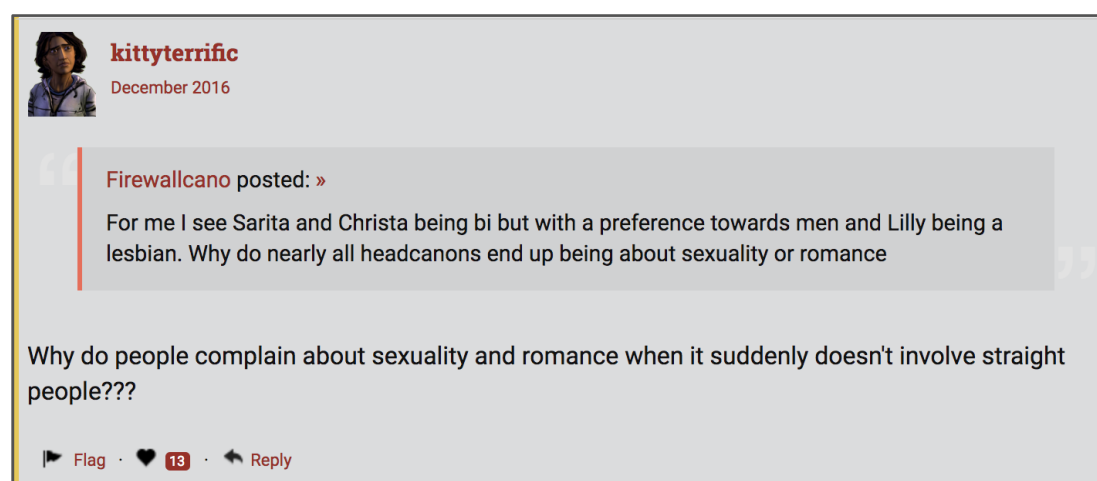 kittyterrific
December 2016
“
Firewallcano posted: »
For me I see Sarita and Christa being bi but with a preference towards men and Lilly being a
lesbian. Why do nearly all headcanons end up being about sexuality or romance
”
Why do people complain about sexuality and romance when it suddenly doesn't involve straight
people???
Flag · 13 · Reply